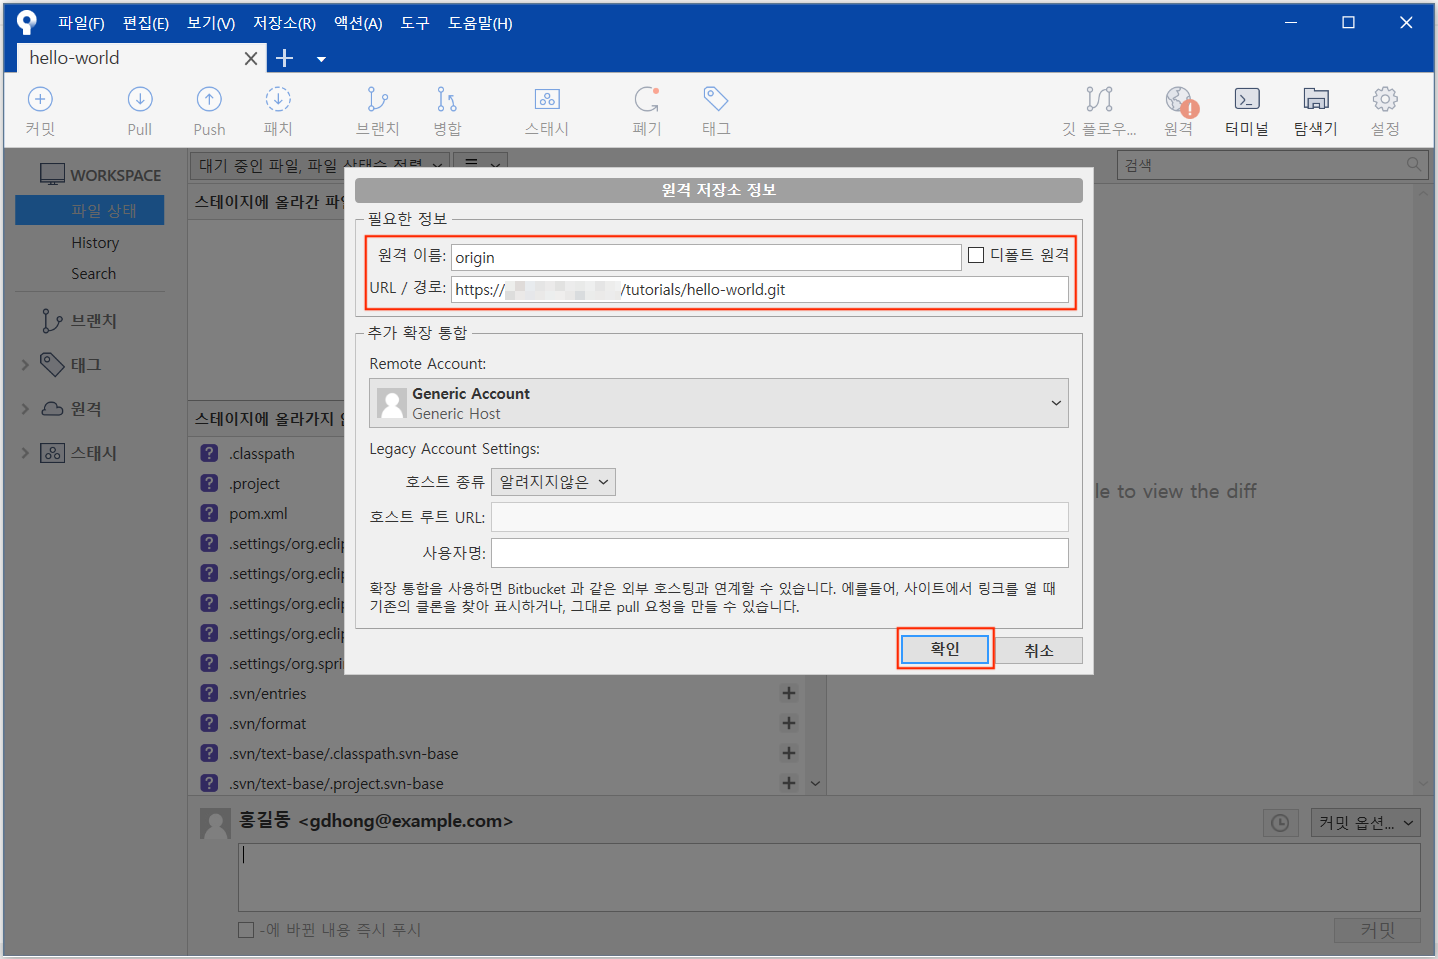 파일(F) 편집(E) 보기(V) 저장소(R) 액션(A) 도구 도움말(H)
hello-world
커밋 Pull Push 패치 브랜치 병합 스태시 폐기 태그 깃 플로우... 원격 터미널 탐색기 설정
WORKSPACE
파일 상태
History
Search
브랜치
태그
원격
스태시
대기 중인 파일, 파일 상태순 정렬
검색
스테이지에 올라간 파일
스테이지에 올라가지
.classpath
.project
pom.xml
.settings/org.eclip
.settings/org.eclip
.settings/org.eclip
.settings/org.eclip
.settings/org.sprin
.svn/entries
.svn/format
.svn/text-base/.classpath.svn-base
.svn/text-base/.project.svn-base
le to view the diff
원격 저장소 정보
필요한 정보
원격 이름: origin 디폴트 원격
URL / 경로: https:// /tutorials/hello-world.git
추가 확장 통합
Remote Account:
Generic Account
Generic Host
Legacy Account Settings:
호스트 종류 알려지지않은
호스트 루트 URL:
사용자명:
확장 통합을 사용하면 Bitbucket 과 같은 외부 호스팅과 연계할 수 있습니다. 에를들어, 사이트에서 링크를 열 때
기존의 클론을 찾아 표시하거나, 그대로 pull 요청을 만들 수 있습니다.
확인 취소
홍길동 <gdhong@example.com>
커밋 옵션...
-에 바뀐 내용 즉시 푸시
커밋